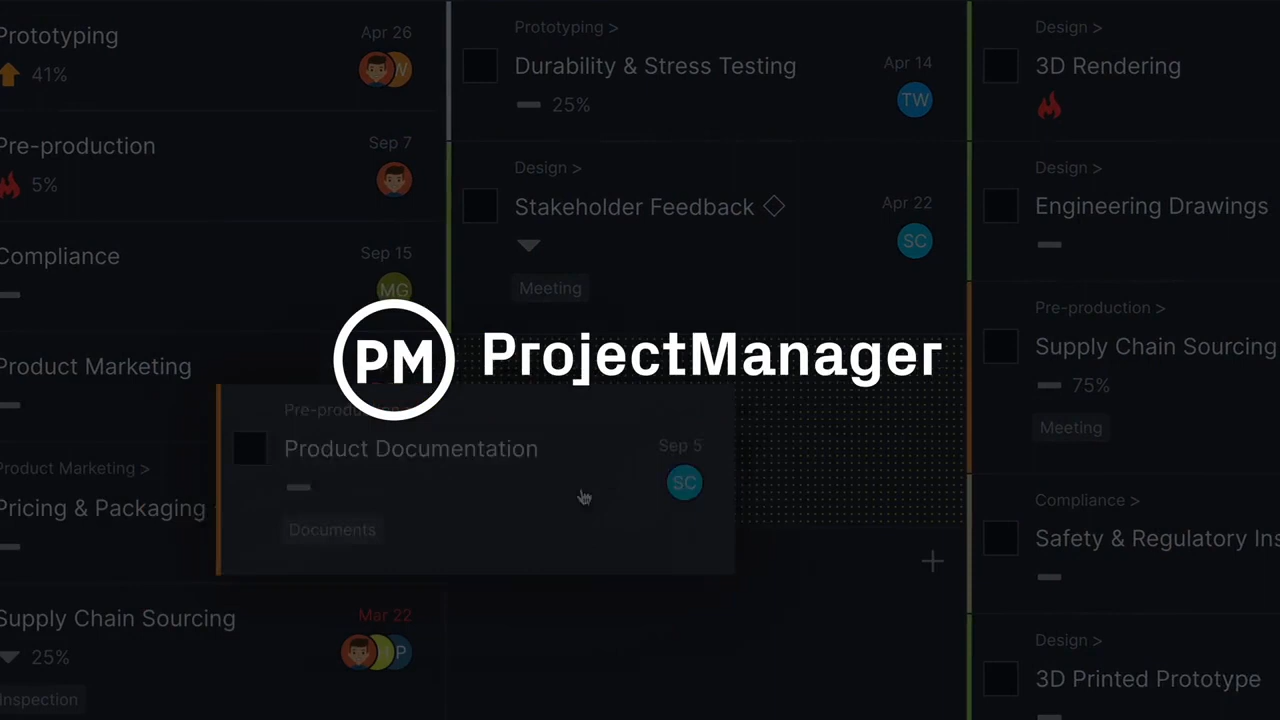 Prototyping
Apr 26
W
41%
Pre-production
Sep 7
5%
Compliance
Sep 15
MG
Product Marketing
Product Marketing >
Pricing & Packaging
Supply Chain Sourcing
Mar 22
25%
P
Inspection
Prototyping >
Durability & Stress Testing
Apr 14
25%
TW
Design >
Stakeholder Feedback
Apr 22
SC
Meeting
PM ProjectManager
Product Documentation
Sep 5
SC
Documents
Design >
3D Rendering
Design >
Engineering Drawings
Pre-production >
Supply Chain Sourcing
75%
Meeting
Compliance >
Safety & Regulatory Ins
Design >
3D Printed Prototype